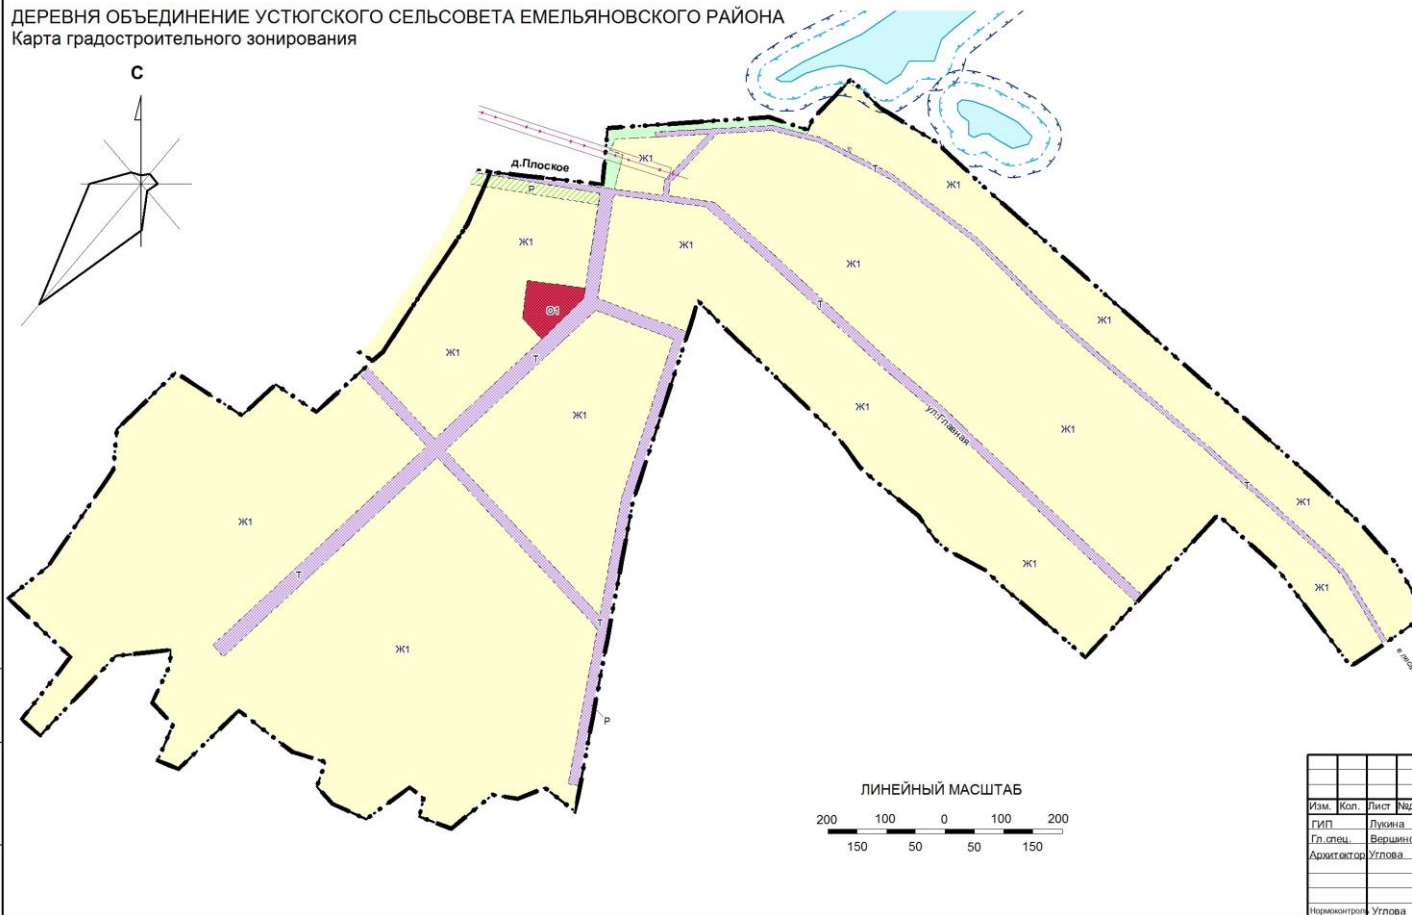 ДЕРЕВНЯ ОБЪЕДИНЕНИЕ УСТЮГСКОГО СЕЛЬСОВЕТА ЕМЕЛЬЯНОВСКОГО РАЙОНА
Карта градостроительного зонирования
С
д.Плоское
Ж1
Т
Р
Ж1
Ж1
Ж1
Ж1
О1
Т
Ж1
Ж1
Т
Ж1
Ж1
Ж1
ул.Главная
Ж1
Т
Ж1
Ж1
Ж1
Ж1
Т
Т
Ж1
Р
ЛИНЕЙНЫЙ МАСШТАБ
200 100 0 100 200
150 50 50 150
Изм. Кол. Лист
ГИП Лукина
Гл.спец.
Архитектор Углова
Нормоконтроль Углова